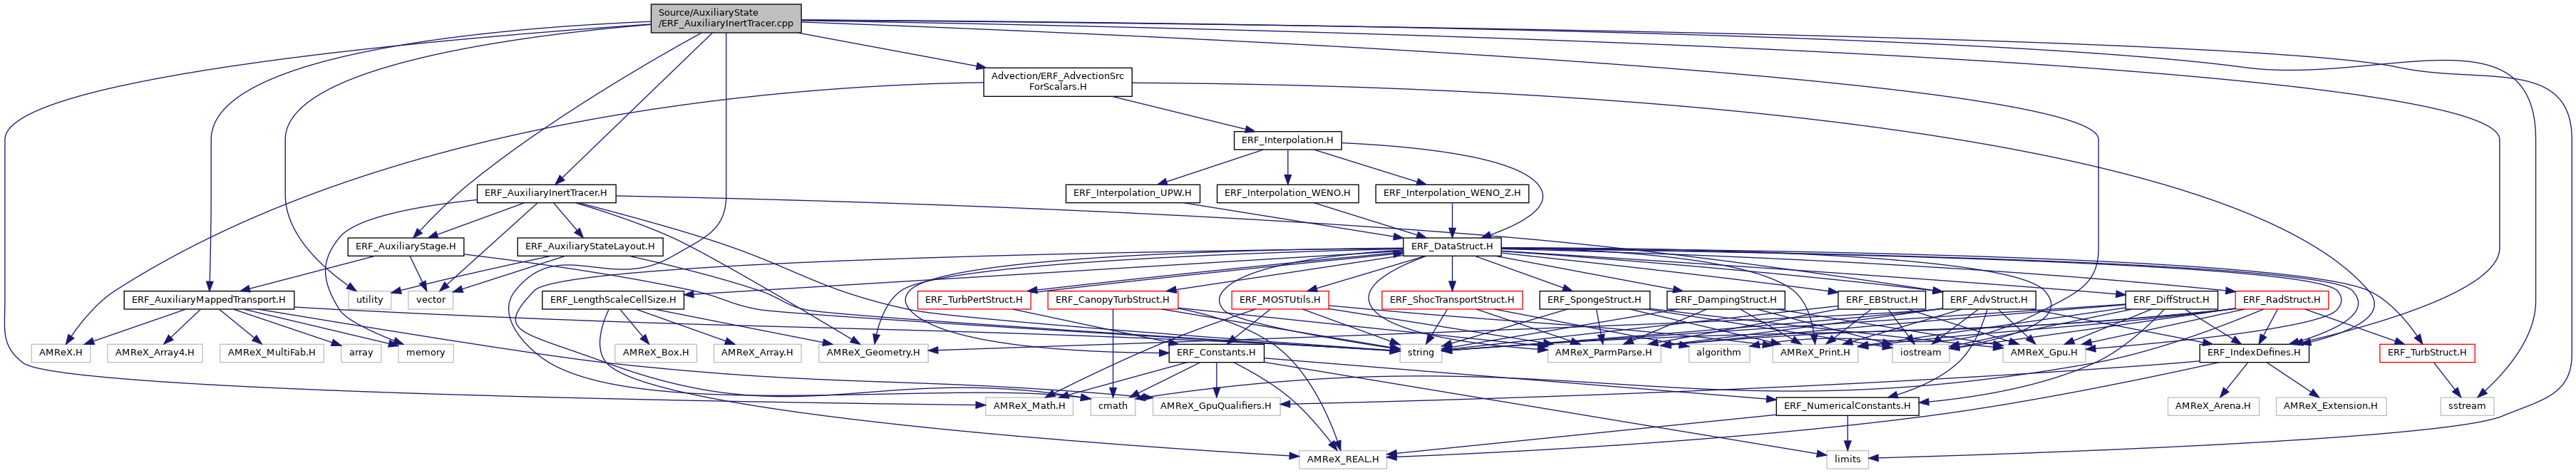 Source/AuxiliaryState
/ERF_AuxiliaryInertTracer.cpp
Advection/ERF_AdvectionSrc
ForScalars.H
ERF_Interpolation.H
ERF_AuxiliaryInertTracer.H
ERF_Interpolation_UPW.H
ERF_Interpolation_WENO.H
ERF_Interpolation_WENO_Z.H
ERF_AuxiliaryStage.H
ERF_AuxiliaryStateLayout.H
ERF_DataStruct.H
ERF_AuxiliaryMappedTransport.H
utility
vector
ERF_LengthScaleCellSize.H
ERF_TurbPertStruct.H
ERF_CanopyTurbStruct.H
ERF_MOSTUtils.H
ERF_ShocTransportStruct.H
ERF_SpongeStruct.H
ERF_DampingStruct.H
ERF_EBStruct.H
ERF_AdvStruct.H
ERF_DiffStruct.H
ERF_RadStruct.H
AMReX.H
AMReX_Array4.H
AMReX_MultiFab.H
array
memory
AMReX_Box.H
AMReX_Array.H
AMReX_Geometry.H
ERF_Constants.H
string
AMReX_ParmParse.H
algorithm
AMReX_Print.H
iostream
AMReX_Gpu.H
ERF_IndexDefines.H
ERF_TurbStruct.H
AMReX_Math.H
cmath
AMReX_GpuQualifiers.H
ERF_NumericalConstants.H
AMReX_Arena.H
AMReX_Extension.H
sstream
AMReX_REAL.H
limits